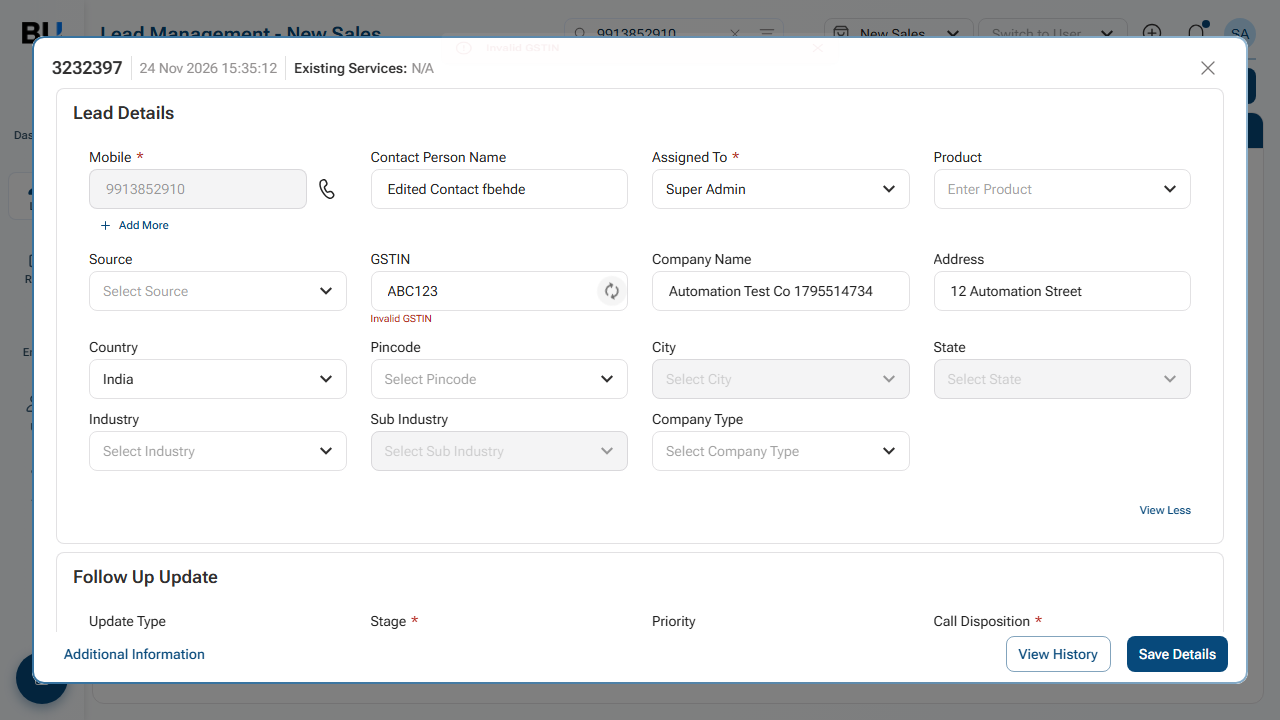 Lead Management - New Sales
9913852910
New Sales
Switch to User
SA
Invalid GSTIN
3232397
24 Nov 2026 15:35:12
Existing Services: N/A
Lead Details
Mobile *
Contact Person Name
Assigned To *
Product
9913852910
Edited Contact fbehde
Super Admin
Enter Product
Add More
Source
GSTIN
Company Name
Address
Select Source
ABC123
Automation Test Co 1795514734
12 Automation Street
Invalid GSTIN
Country
Pincode
City
State
India
Select Pincode
Select City
Select State
Industry
Sub Industry
Company Type
Select Industry
Select Sub Industry
Select Company Type
View Less
Follow Up Update
Update Type
Stage *
Priority
Call Disposition *
Additional Information
View History
Save Details